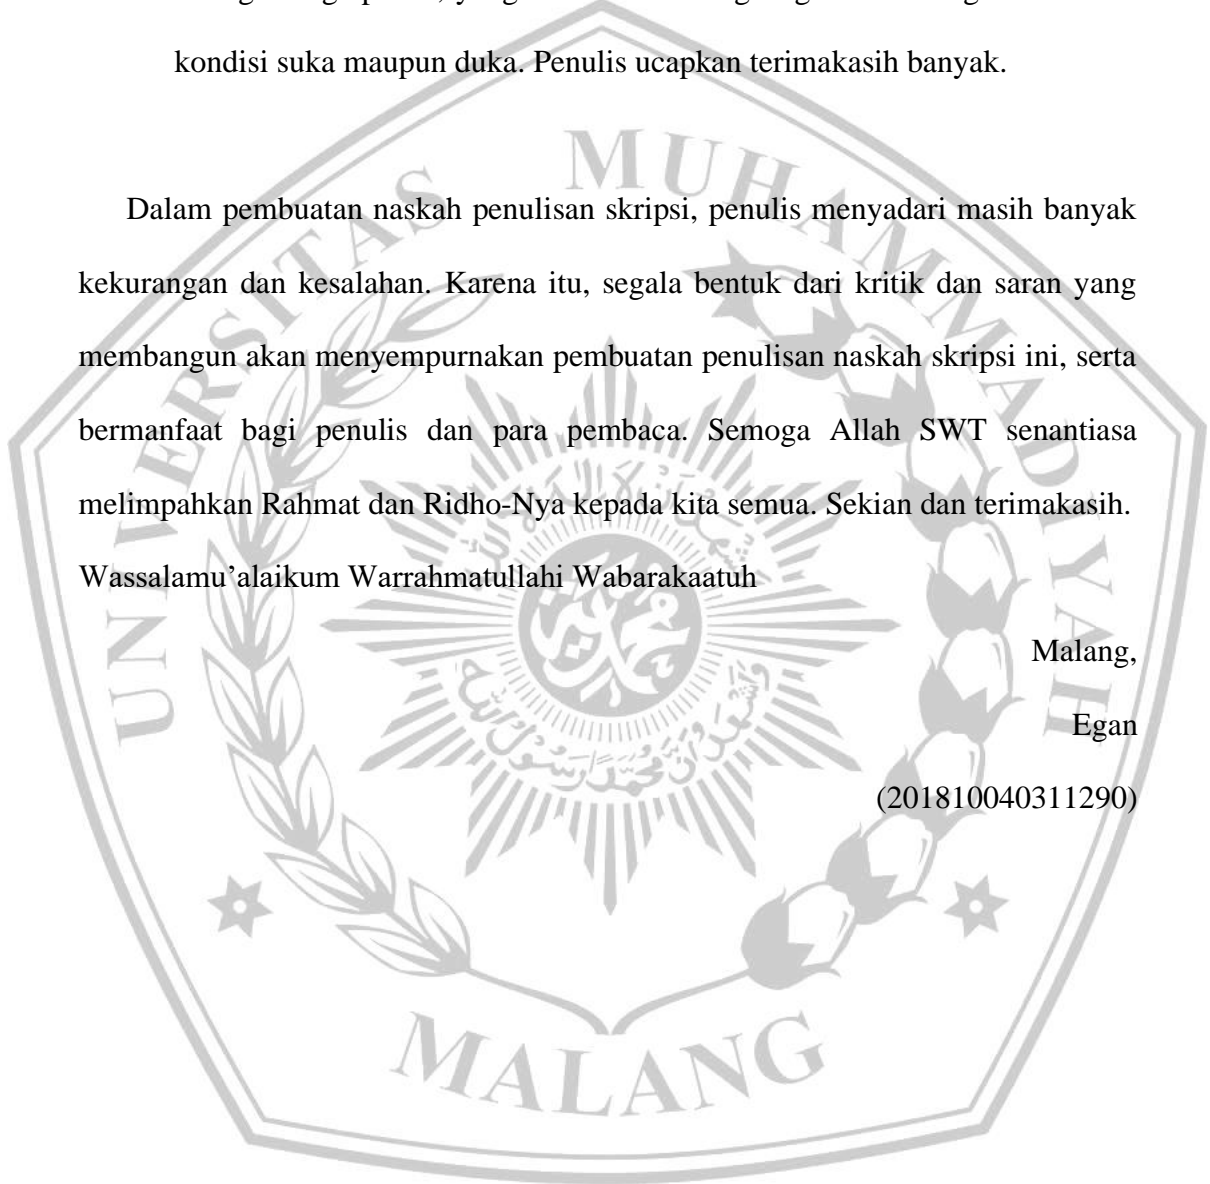 kondisi suka maupun duka. Penulis ucapkan terimakasih banyak.
Dalam pembuatan naskah penulisan skripsi, penulis menyadari masih banyak
kekurangan dan kesalahan. Karena itu, segala bentuk dari kritik dan saran yang
membangun akan menyempurnakan pembuatan penulisan naskah skripsi ini, serta
bermanfaat bagi penulis dan para pembaca. Semoga Allah SWT senantiasa
melimpahkan Rahmat dan Ridho-Nya kepada kita semua. Sekian dan terimakasih.
Wassalamu’alaikum Warrahmatullahi Wabarakaatuh
Malang,
Egan
(201810040311290)
UNIVERSITAS MUHAMMADIYAH
MALANG